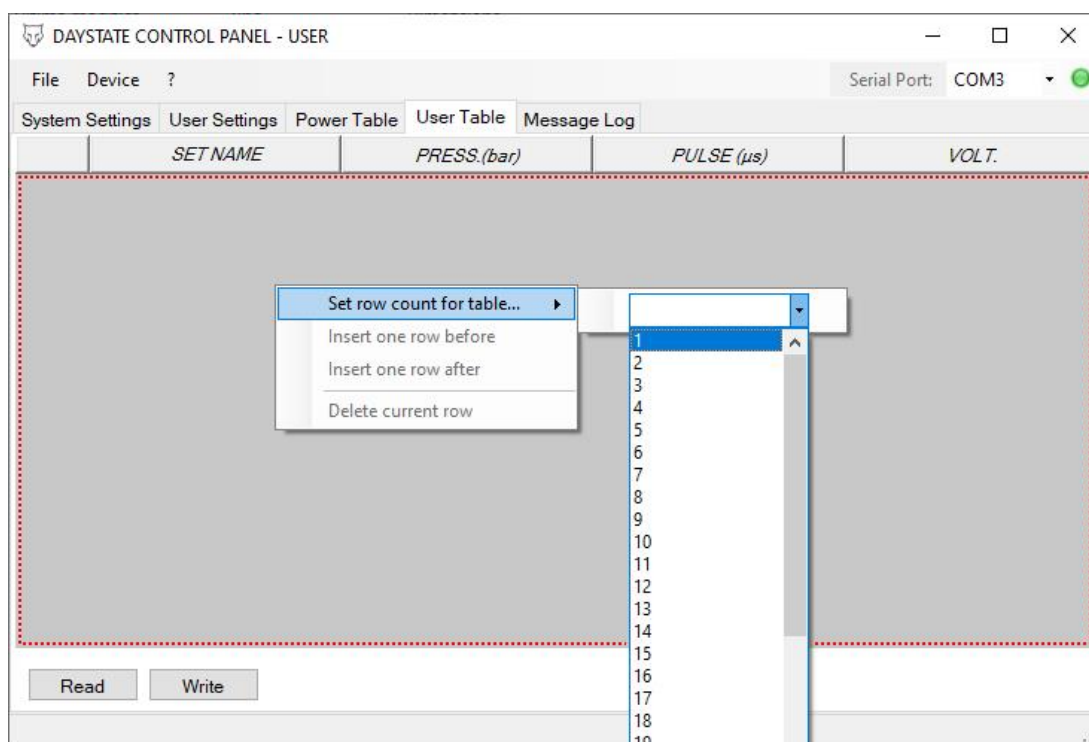 DAYSTATE CONTROL PANEL - USER
File Device ? Serial Port: COM3
System Settings User Settings Power Table User Table Message Log
SET NAME PRESS.(bar) PULSE (µs) VOLT.
Set row count for table...
Insert one row before
Insert one row after
Delete current row
1
2
3
4
5
6
7
8
9
10
11
12
13
14
15
16
17
18
Read Write